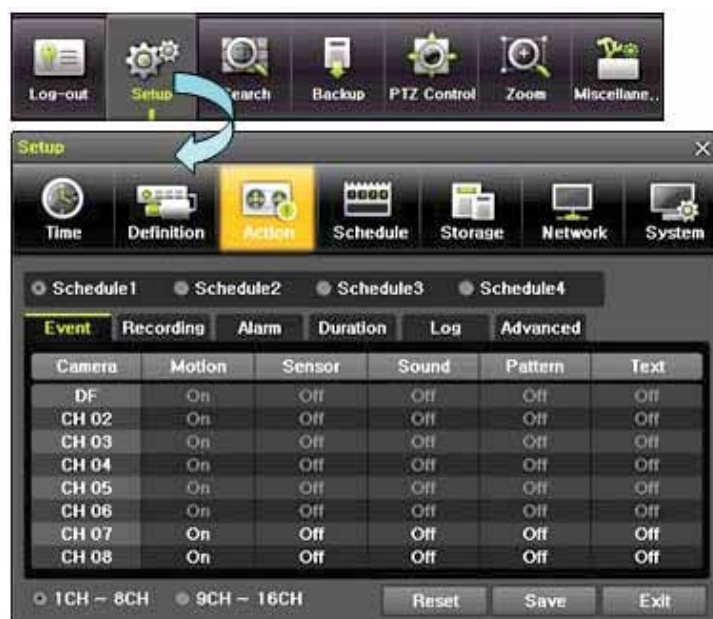 Log-out Setup Search Backup PTZ Control Zoom Miscellane..
Setup
Time Definition Action Schedule Storage Network System
Schedule1 Schedule2 Schedule3 Schedule4
Event Recording Alarm Duration Log Advanced
Camera Motion Sensor Sound Pattern Text
DF On Off Off Off Off
CH 02 On Off Off Off Off
CH 03 On Off Off Off Off
CH 04 On Off Off Off Off
CH 05 On Off Off Off Off
CH 06 On Off Off Off Off
CH 07 On Off Off Off Off
CH 08 On Off Off Off Off
1CH ~ 8CH 9CH ~ 16CH Reset Save Exit